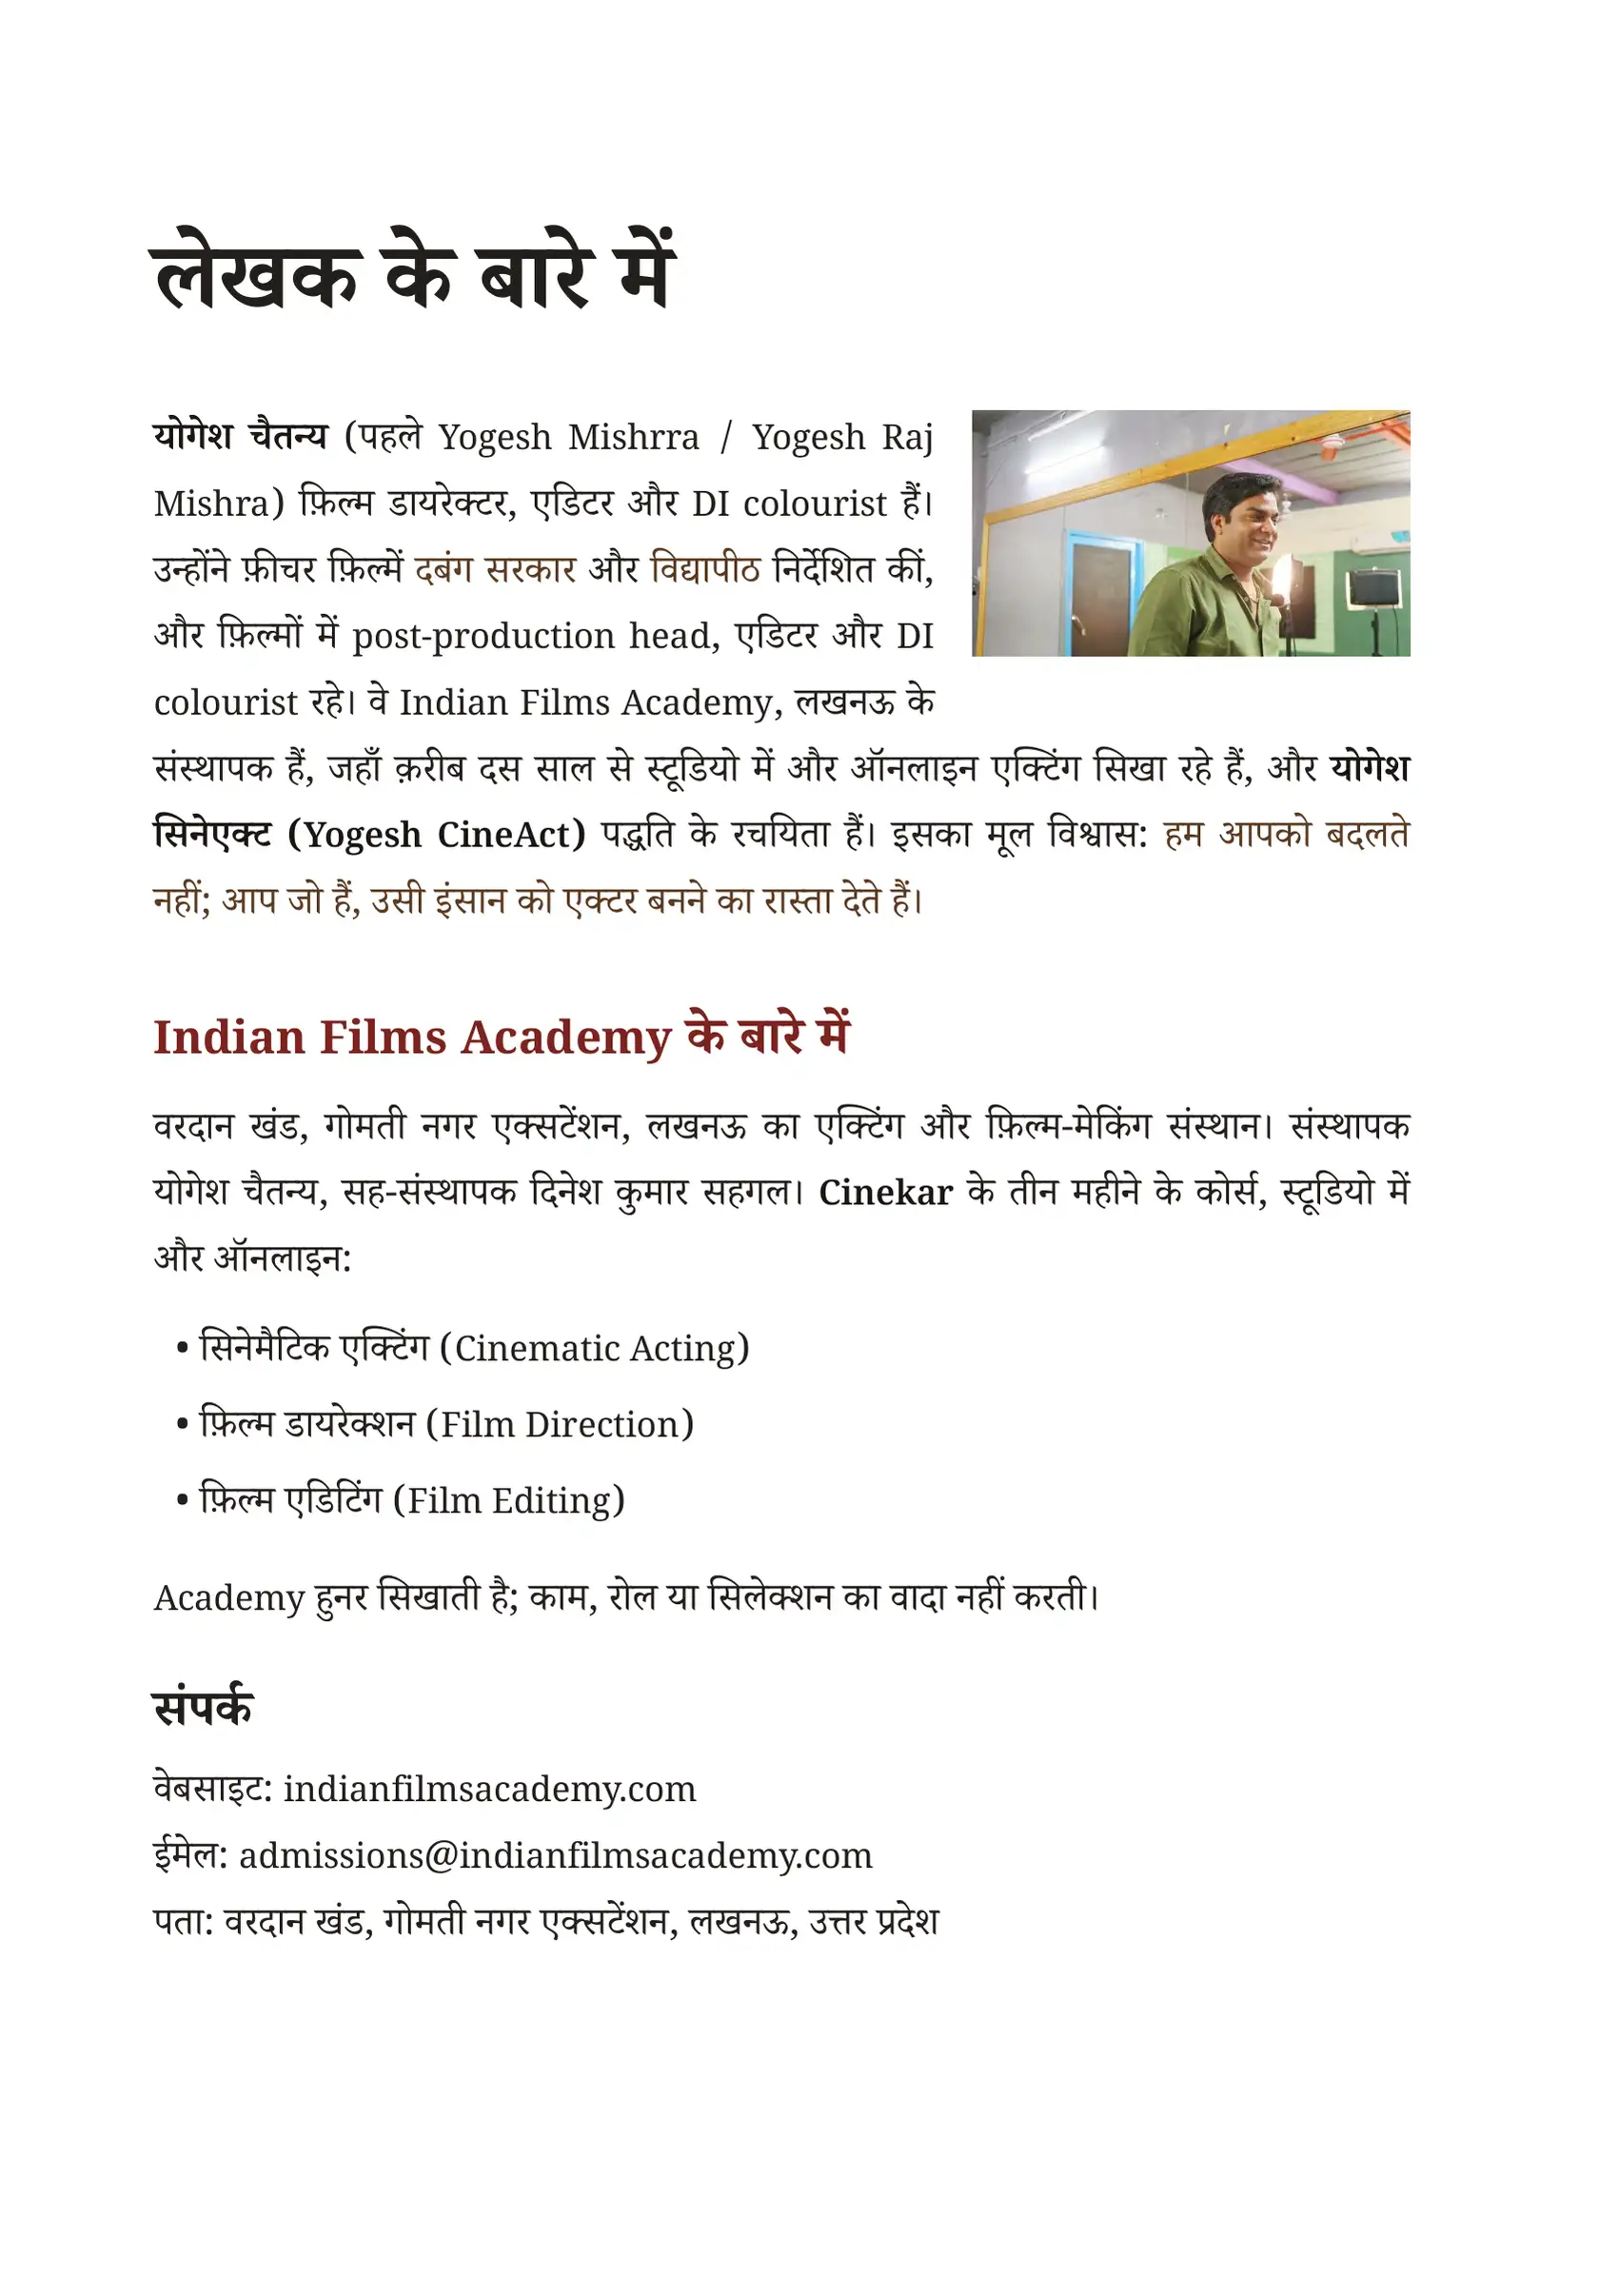 लेखक के बारे में
योगेश चैतन्य (पहले Yogesh Mishrra / Yogesh Raj
Mishra) फ़िल्म डायरेक्टर, एडिटर और DI colourist हैं।
उन्होंने फ़ीचर फ़िल्में दबंग सरकार और विद्यापीठ निर्देशित कीं,
और फ़िल्मों में post-production head, एडिटर और DI
colourist रहे। वे Indian Films Academy, लखनऊ के
संस्थापक हैं, जहाँ क़रीब दस साल से स्टूडियो में और ऑनलाइन एक्टिंग सिखा रहे हैं, और योगेश
सिनेएक्ट (Yogesh CineAct) पद्धति के रचयिता हैं। इसका मूल विश्वास: हम आपको बदलते
नहीं; आप जो हैं, उसी इंसान को एक्टर बनने का रास्ता देते हैं।
Indian Films Academy के बारे में
वरदान खंड, गोमती नगर एक्सटेंशन, लखनऊ का एक्टिंग और फ़िल्म-मेकिंग संस्थान। संस्थापक
योगेश चैतन्य, सह-संस्थापक दिनेश कुमार सहगल। Cinekar के तीन महीने के कोर्स, स्टूडियो में
और ऑनलाइन:
• सिनेमैटिक एक्टिंग (Cinematic Acting)
• फ़िल्म डायरेक्शन (Film Direction)
• फ़िल्म एडिटिंग (Film Editing)
Academy हुनर सिखाती है; काम, रोल या सिलेक्शन का वादा नहीं करती।
संपर्क
वेबसाइट: indianfilmsacademy.com
ईमेल: admissions@indianfilmsacademy.com
पता: वरदान खंड, गोमती नगर एक्सटेंशन, लखनऊ, उत्तर प्रदेश